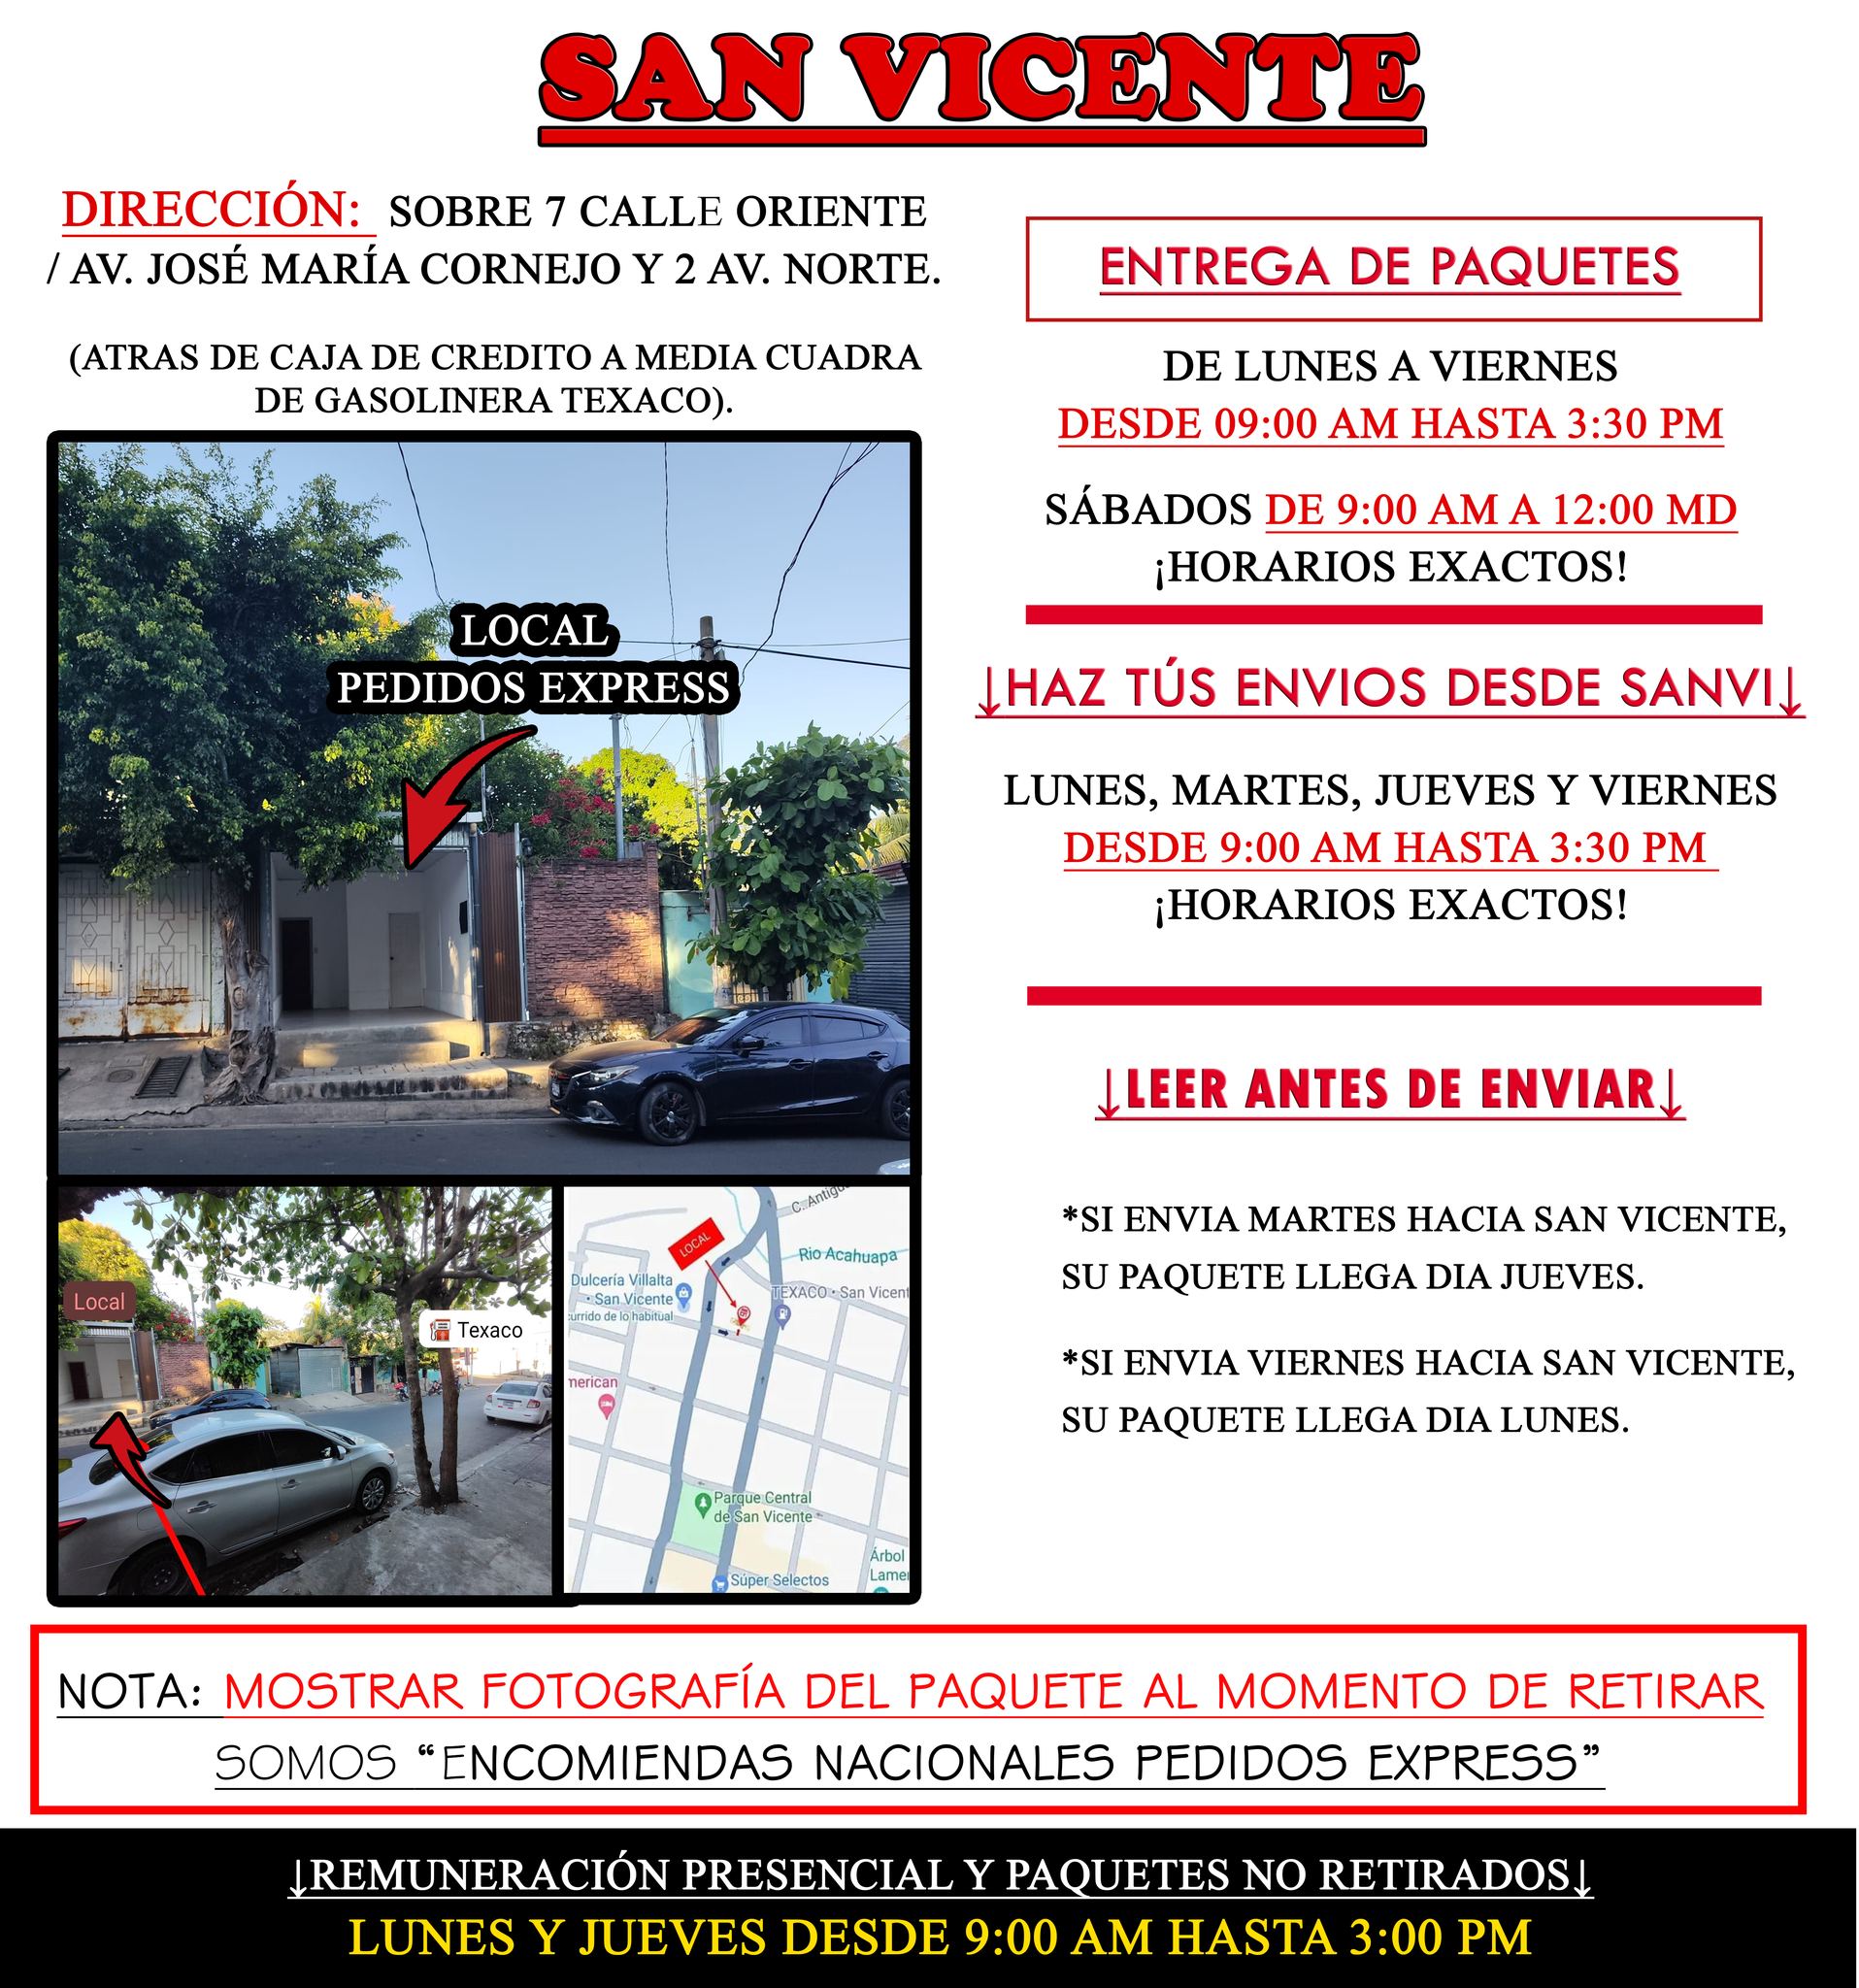 SAN VICENTE
DIRECCIÓN: SOBRE 7 CALLE ORIENTE
/ AV. JOSÉ MARÍA CORNEJO Y 2 AV. NORTE.
(ATRAS DE CAJA DE CREDITO A MEDIA CUADRA
DE GASOLINERA TEXACO).
LOCAL
PEDIDOS EXPRESS
Local
Texaco
C. Antigu
LOCAL
Rio Acahuapa
Dulcería Villalta
• San Vicente
urrido de lo habitual
TEXACO • San Vicent
merican
Parque Central
de San Vicente
Árbol
Lamer
Súper Selectos
ENTREGA DE PAQUETES
DE LUNES A VIERNES
DESDE 09:00 AM HASTA 3:30 PM
SÁBADOS DE 9:00 AM A 12:00 MD
¡HORARIOS EXACTOS!
↓HAZ TÚS ENVIOS DESDE SANVI↓
LUNES, MARTES, JUEVES Y VIERNES
DESDE 9:00 AM HASTA 3:30 PM
¡HORARIOS EXACTOS!
↓LEER ANTES DE ENVIAR↓
*SI ENVIA MARTES HACIA SAN VICENTE,
SU PAQUETE LLEGA DIA JUEVES.
*SI ENVIA VIERNES HACIA SAN VICENTE,
SU PAQUETE LLEGA DIA LUNES.
NOTA: MOSTRAR FOTOGRAFÍA DEL PAQUETE AL MOMENTO DE RETIRAR
SOMOS “ENCOMIENDAS NACIONALES PEDIDOS EXPRESS”
↓REMUNERACIÓN PRESENCIAL Y PAQUETES NO RETIRADOS↓
LUNES Y JUEVES DESDE 9:00 AM HASTA 3:00 PM